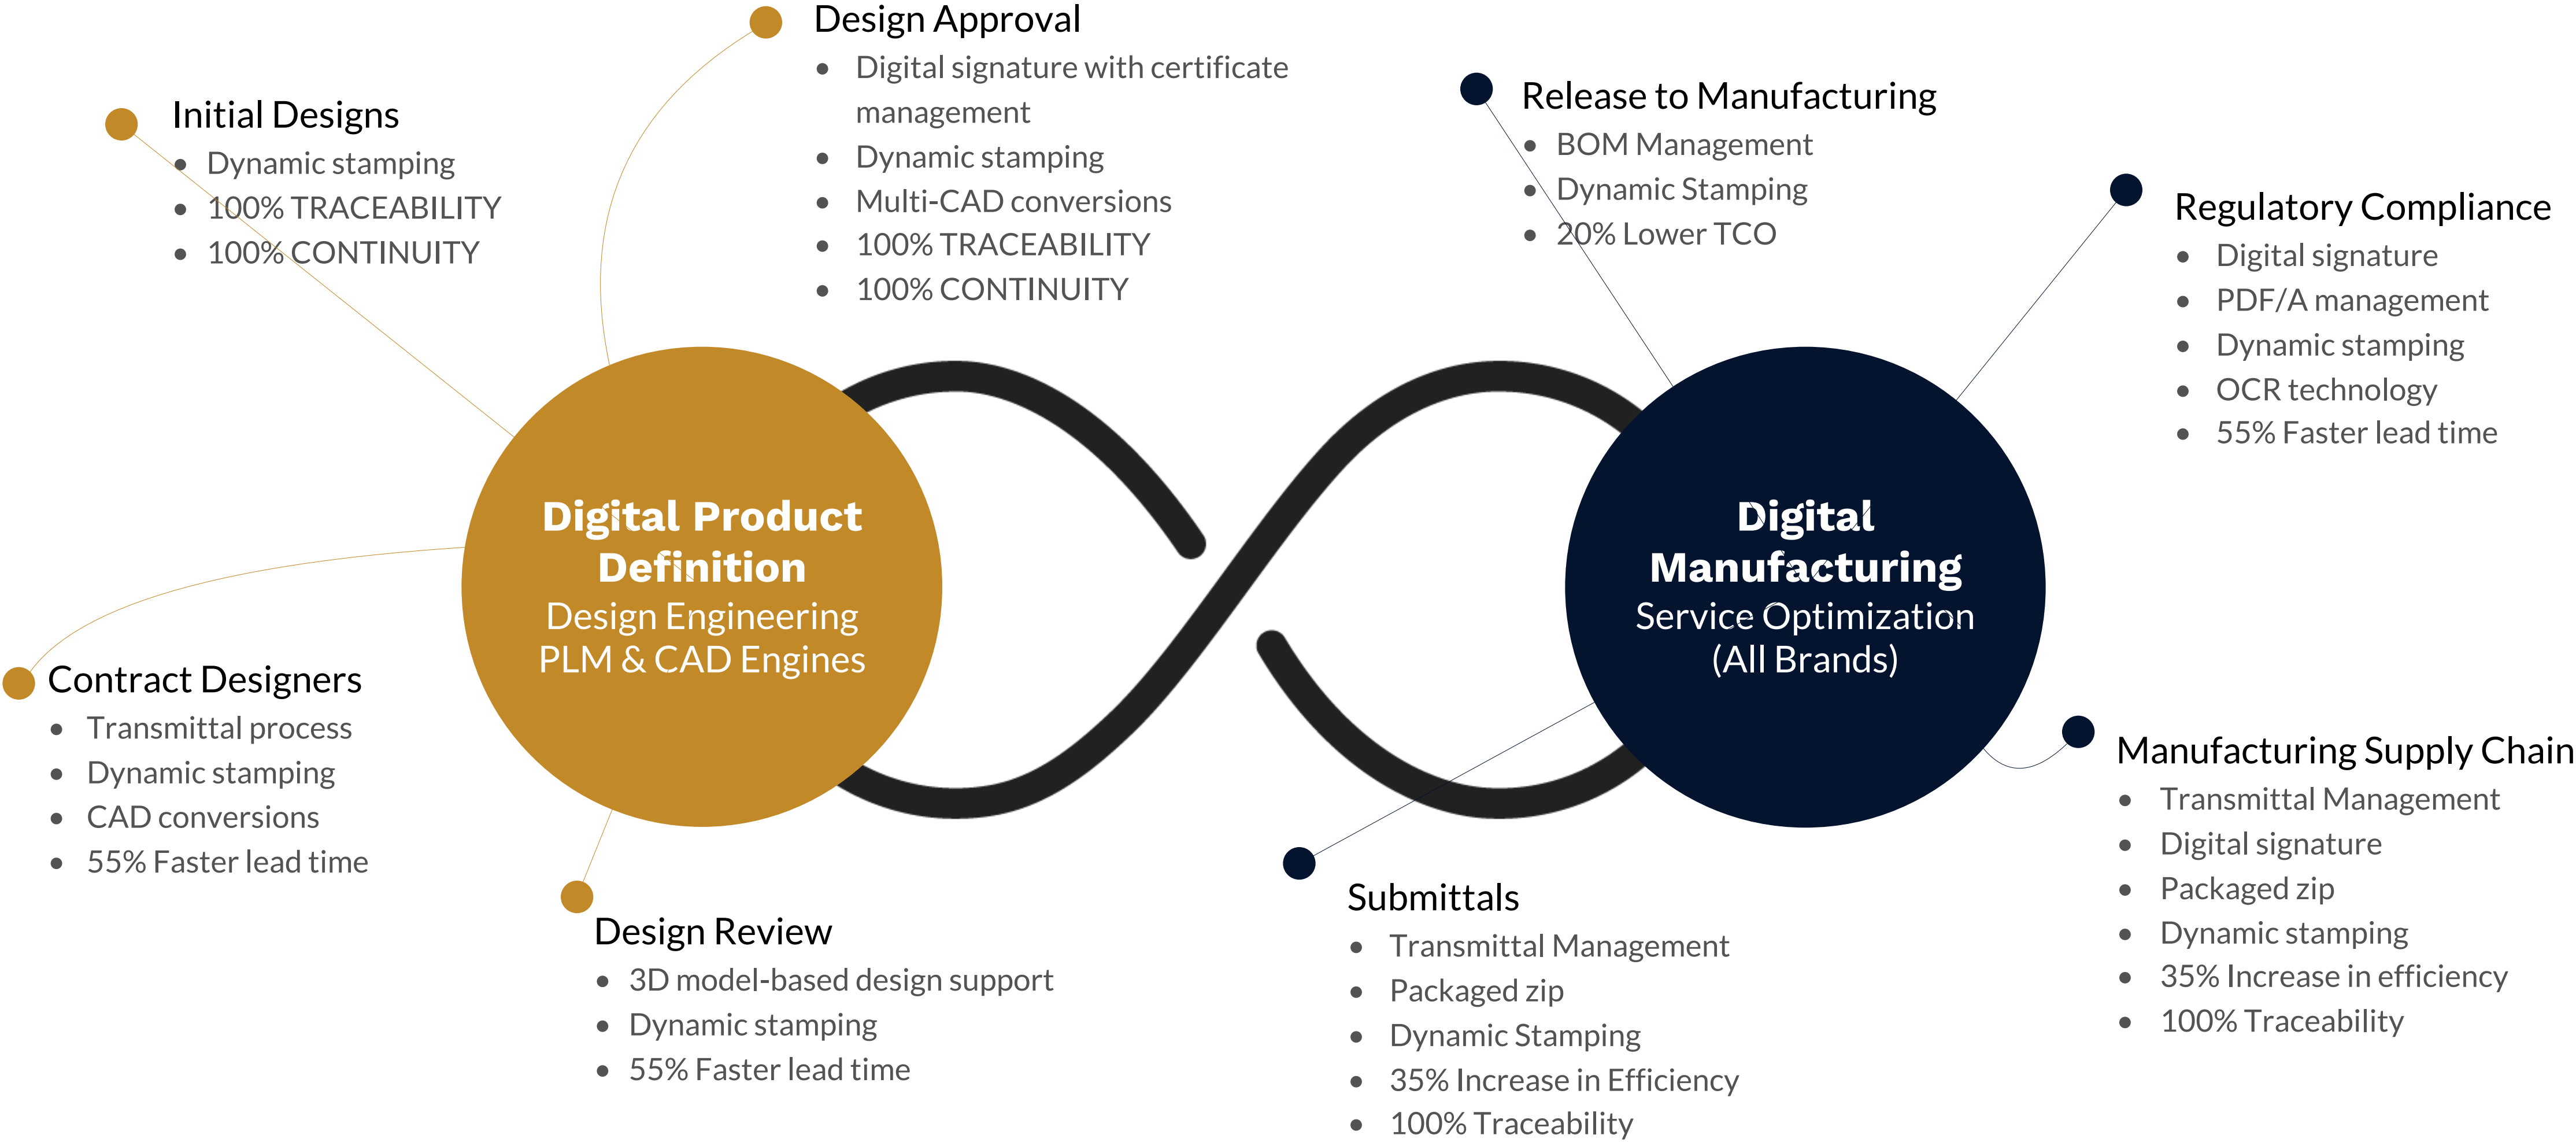 Design Approval
• Digital signature with certificate
management
• Dynamic stamping
• Multi-CAD conversions
• 100% TRACEABILITY
• 100% CONTINUITY
Initial Designs
• Dynamic stamping
• 100% TRACEABILITY
• 100% CONTINUITY
Release to Manufacturing
• BOM Management
• Dynamic Stamping
• 20% Lower TCO
Regulatory Compliance
• Digital signature
• PDF/A management
• Dynamic stamping
• OCR technology
• 55% Faster lead time
Digital Product
Definition
Design Engineering
PLM & CAD Engines
Digital
Manufacturing
Service Optimization
(All Brands)
Contract Designers
• Transmittal process
• Dynamic stamping
• CAD conversions
• 55% Faster lead time
Design Review
• 3D model-based design support
• Dynamic stamping
• 55% Faster lead time
Submittals
• Transmittal Management
• Packaged zip
• Dynamic Stamping
• 35% Increase in Efficiency
• 100% Traceability
Manufacturing Supply Chain
• Transmittal Management
• Digital signature
• Packaged zip
• Dynamic stamping
• 35% Increase in efficiency
• 100% Traceability